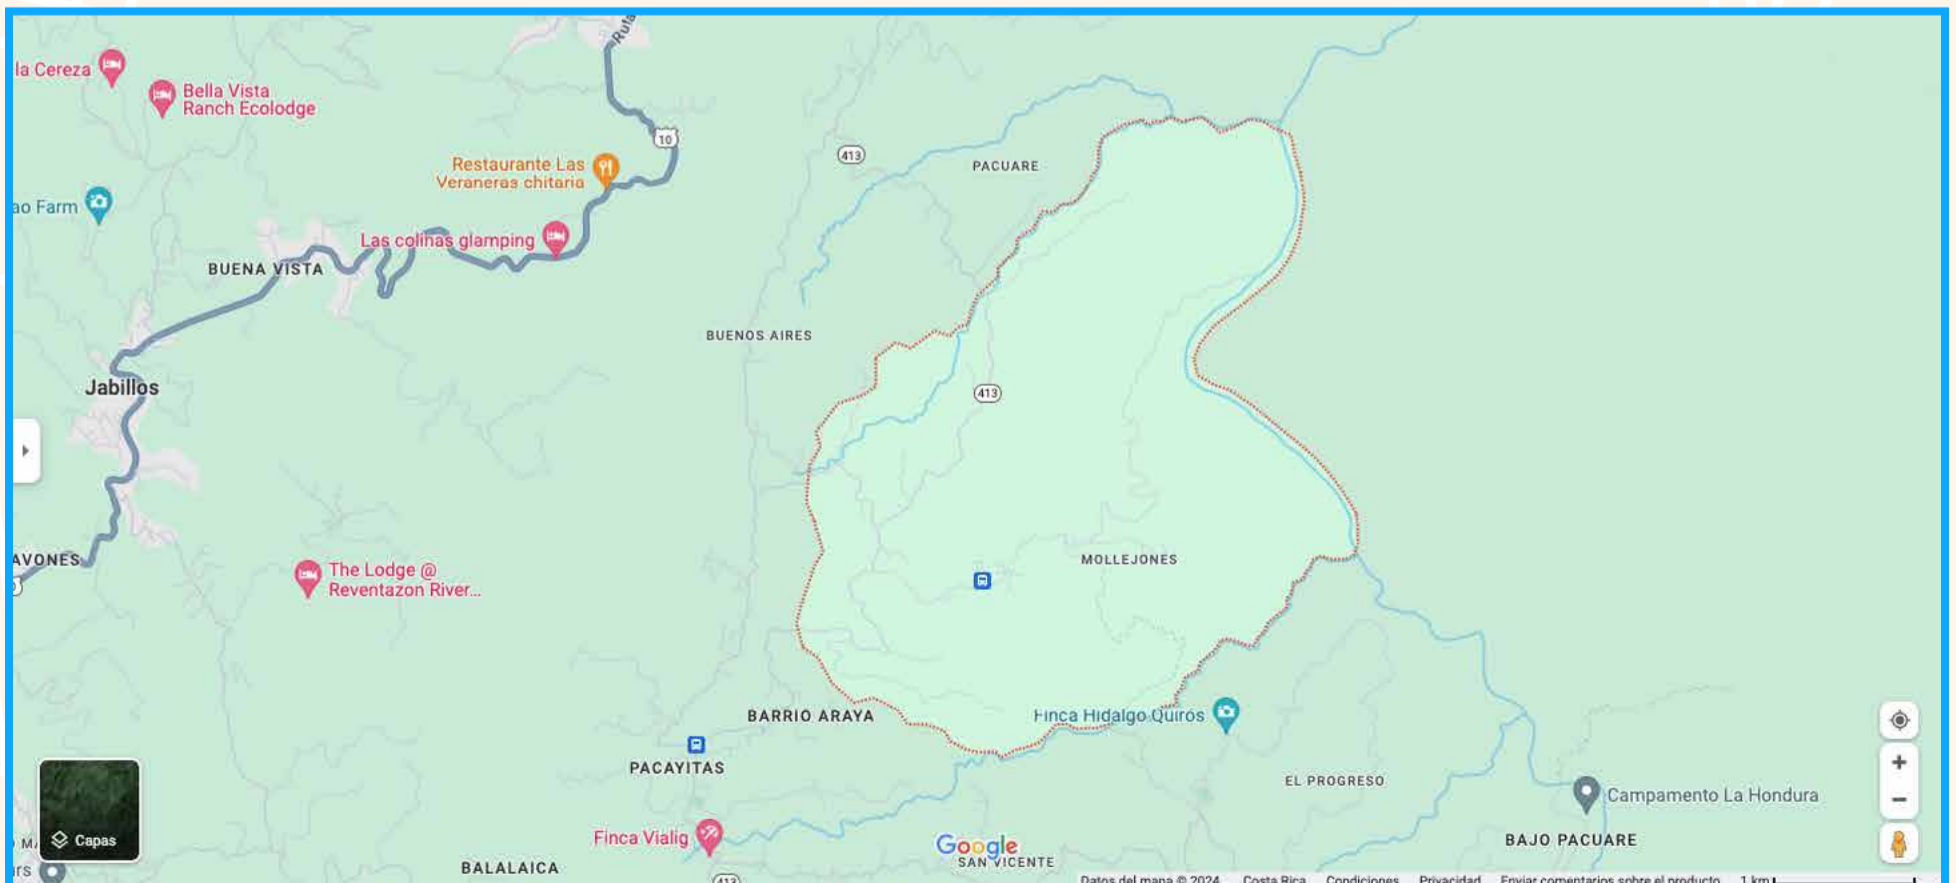 Ruta
la Cereza
Bella Vista
Ranch Ecolodge
10
413
Restaurante Las
Veraneras chitaria
PACUARE
ao Farm
Las colinas glamping
BUENA VISTA
BUENOS AIRES
Jabillos
413
AVONES
The Lodge @
Reventazon River...
MOLLEJONES
BARRIO ARAYA
Finca Hidalgo Quirós
PACAYITAS
EL PROGRESO
Campamento La Hondura
Capas
Finca Vialig
Google
SAN VICENTE
BAJO PACUARE
BALALAICA
413
Datos del mapa © 2024 Costa Rica Condiciones Privacidad Enviar comentarios sobre el producto 1 km